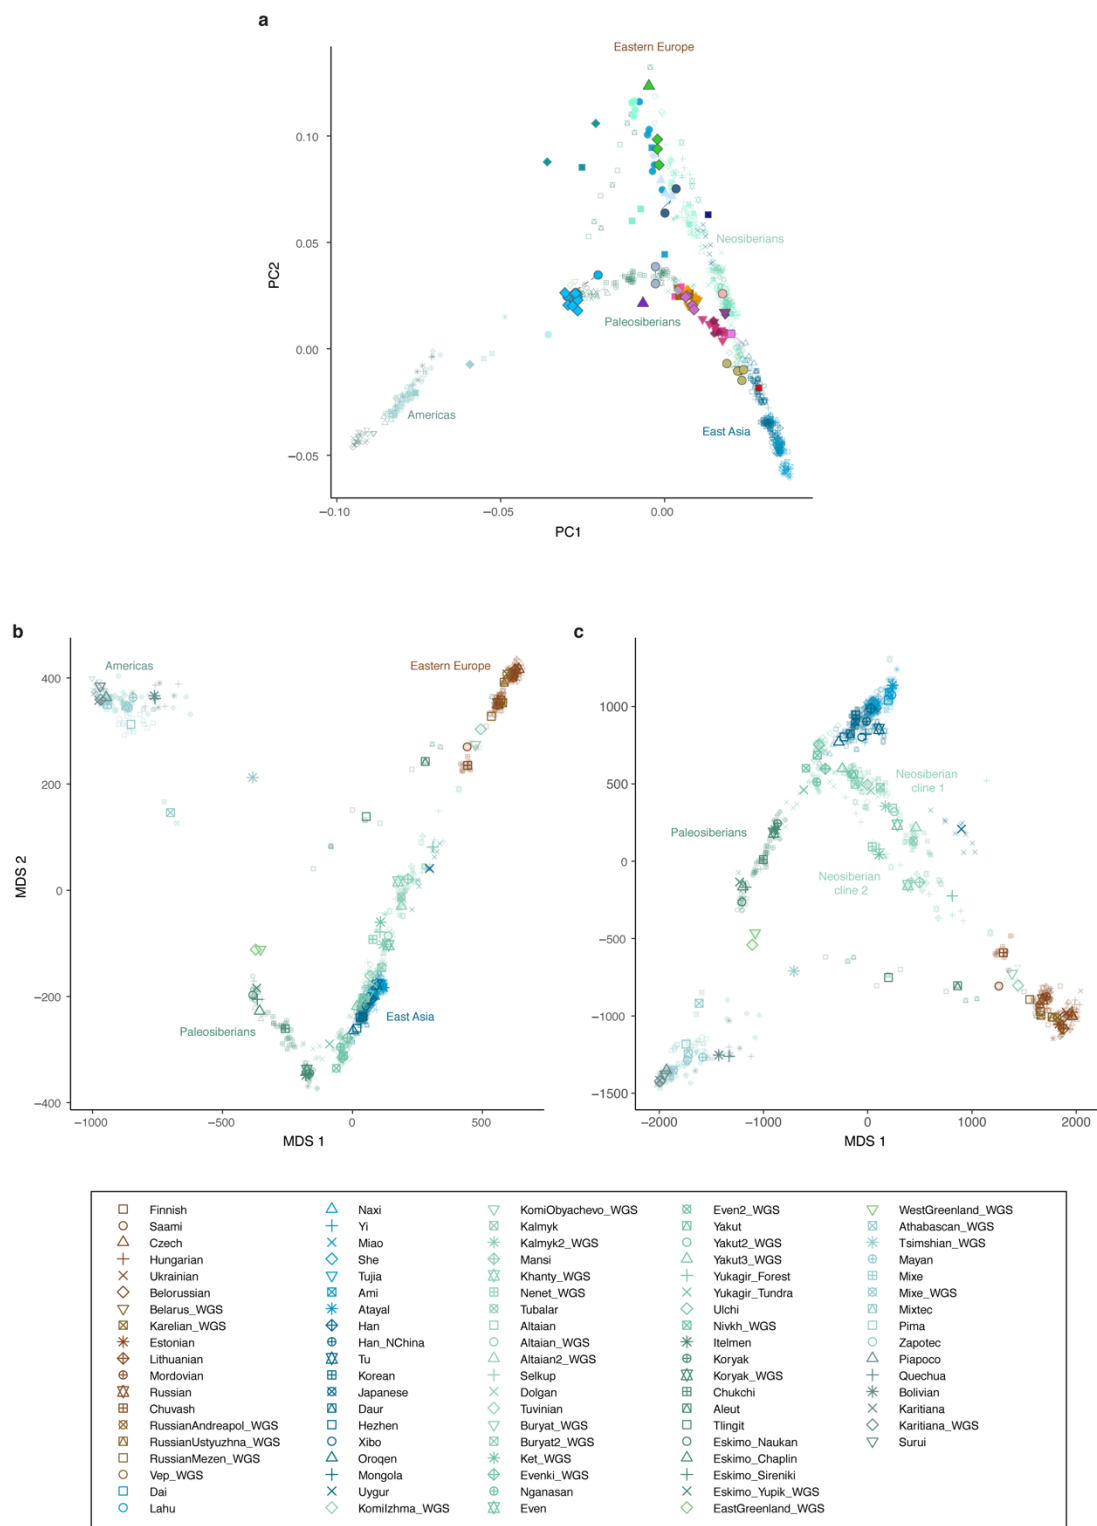 a
Eastern Europe
PC2
0.10
0.05
0.00
−0.05
Neosiberians
Paleosiberians
Americas
East Asia
−0.10
−0.05
0.00
PC1
b
Americas
Eastern Europe
MDS 2
400
200
0
−200
−400
Paleosiberians
East Asia
−1000
−500
0
500
MDS 1
c
1000
500
0
−500
−1000
−1500
Neosiberian
cline 1
Paleosiberians
Neosiberian
cline 2
−2000
−1000
0
1000
2000
MDS 1
Finnish
Saami
Czech
Hungarian
Ukrainian
Belorussian
Belarus_WGS
Karelian_WGS
Estonian
Lithuanian
Mordovian
Russian
Chuvash
RussianAndreapol_WGS
RussianUstyuzhna_WGS
RussianMezen_WGS
Vep_WGS
Dai
Lahu
Naxi
Yi
Miao
She
Tujia
Ami
Atayal
Han
Han_NChina
Tu
Korean
Japanese
Daur
Hezhen
Xibo
Oroqen
Mongola
Uygur
KomiIzhma_WGS
KomiObyachevo_WGS
Kalmyk
Kalmyk2_WGS
Mansi
Khanty_WGS
Nenet_WGS
Tubalar
Altaian
Altaian_WGS
Altaian2_WGS
Selkup
Dolgan
Tuvinian
Buryat_WGS
Buryat2_WGS
Ket_WGS
Evenki_WGS
Nganasan
Even
Even2_WGS
Yakut
Yakut2_WGS
Yakut3_WGS
Yukagir_Forest
Yukagir_Tundra
Ulchi
Nivkh_WGS
Itelmen
Koryak
Koryak_WGS
Chukchi
Aleut
Tlingit
Eskimo_Naukan
Eskimo_Chaplin
Eskimo_Sireniki
Eskimo_Yupik_WGS
EastGreenland_WGS
WestGreenland_WGS
Athabascan_WGS
Tsimshian_WGS
Mayan
Mixe
Mixe_WGS
Mixtec
Pima
Zapotec
Piapoco
Quechua
Bolivian
Karitiana
Karitiana_WGS
Surui